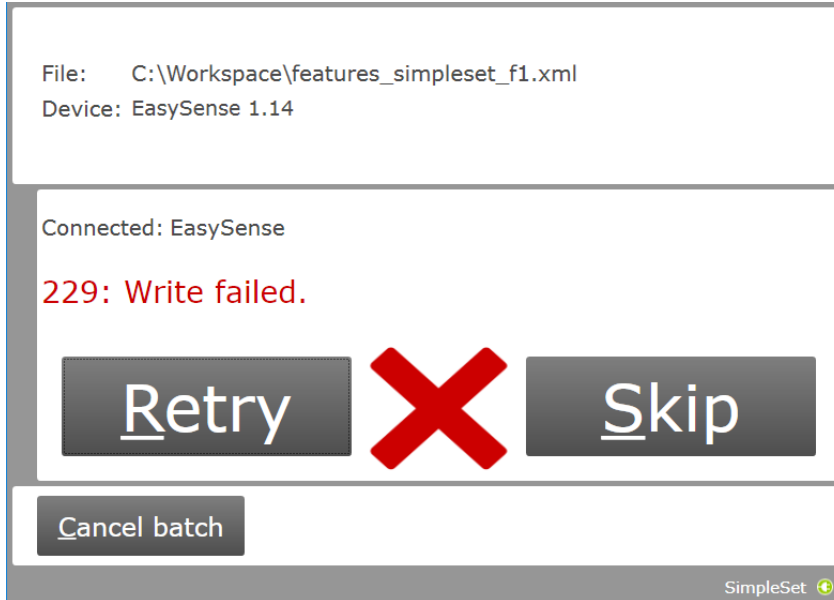 File: C:\Workspace\features_simpleset_f1.xml
Device: EasySense 1.14
Connected: EasySense
229: Write failed.
Retry Skip
Cancel batch
SimpleSet